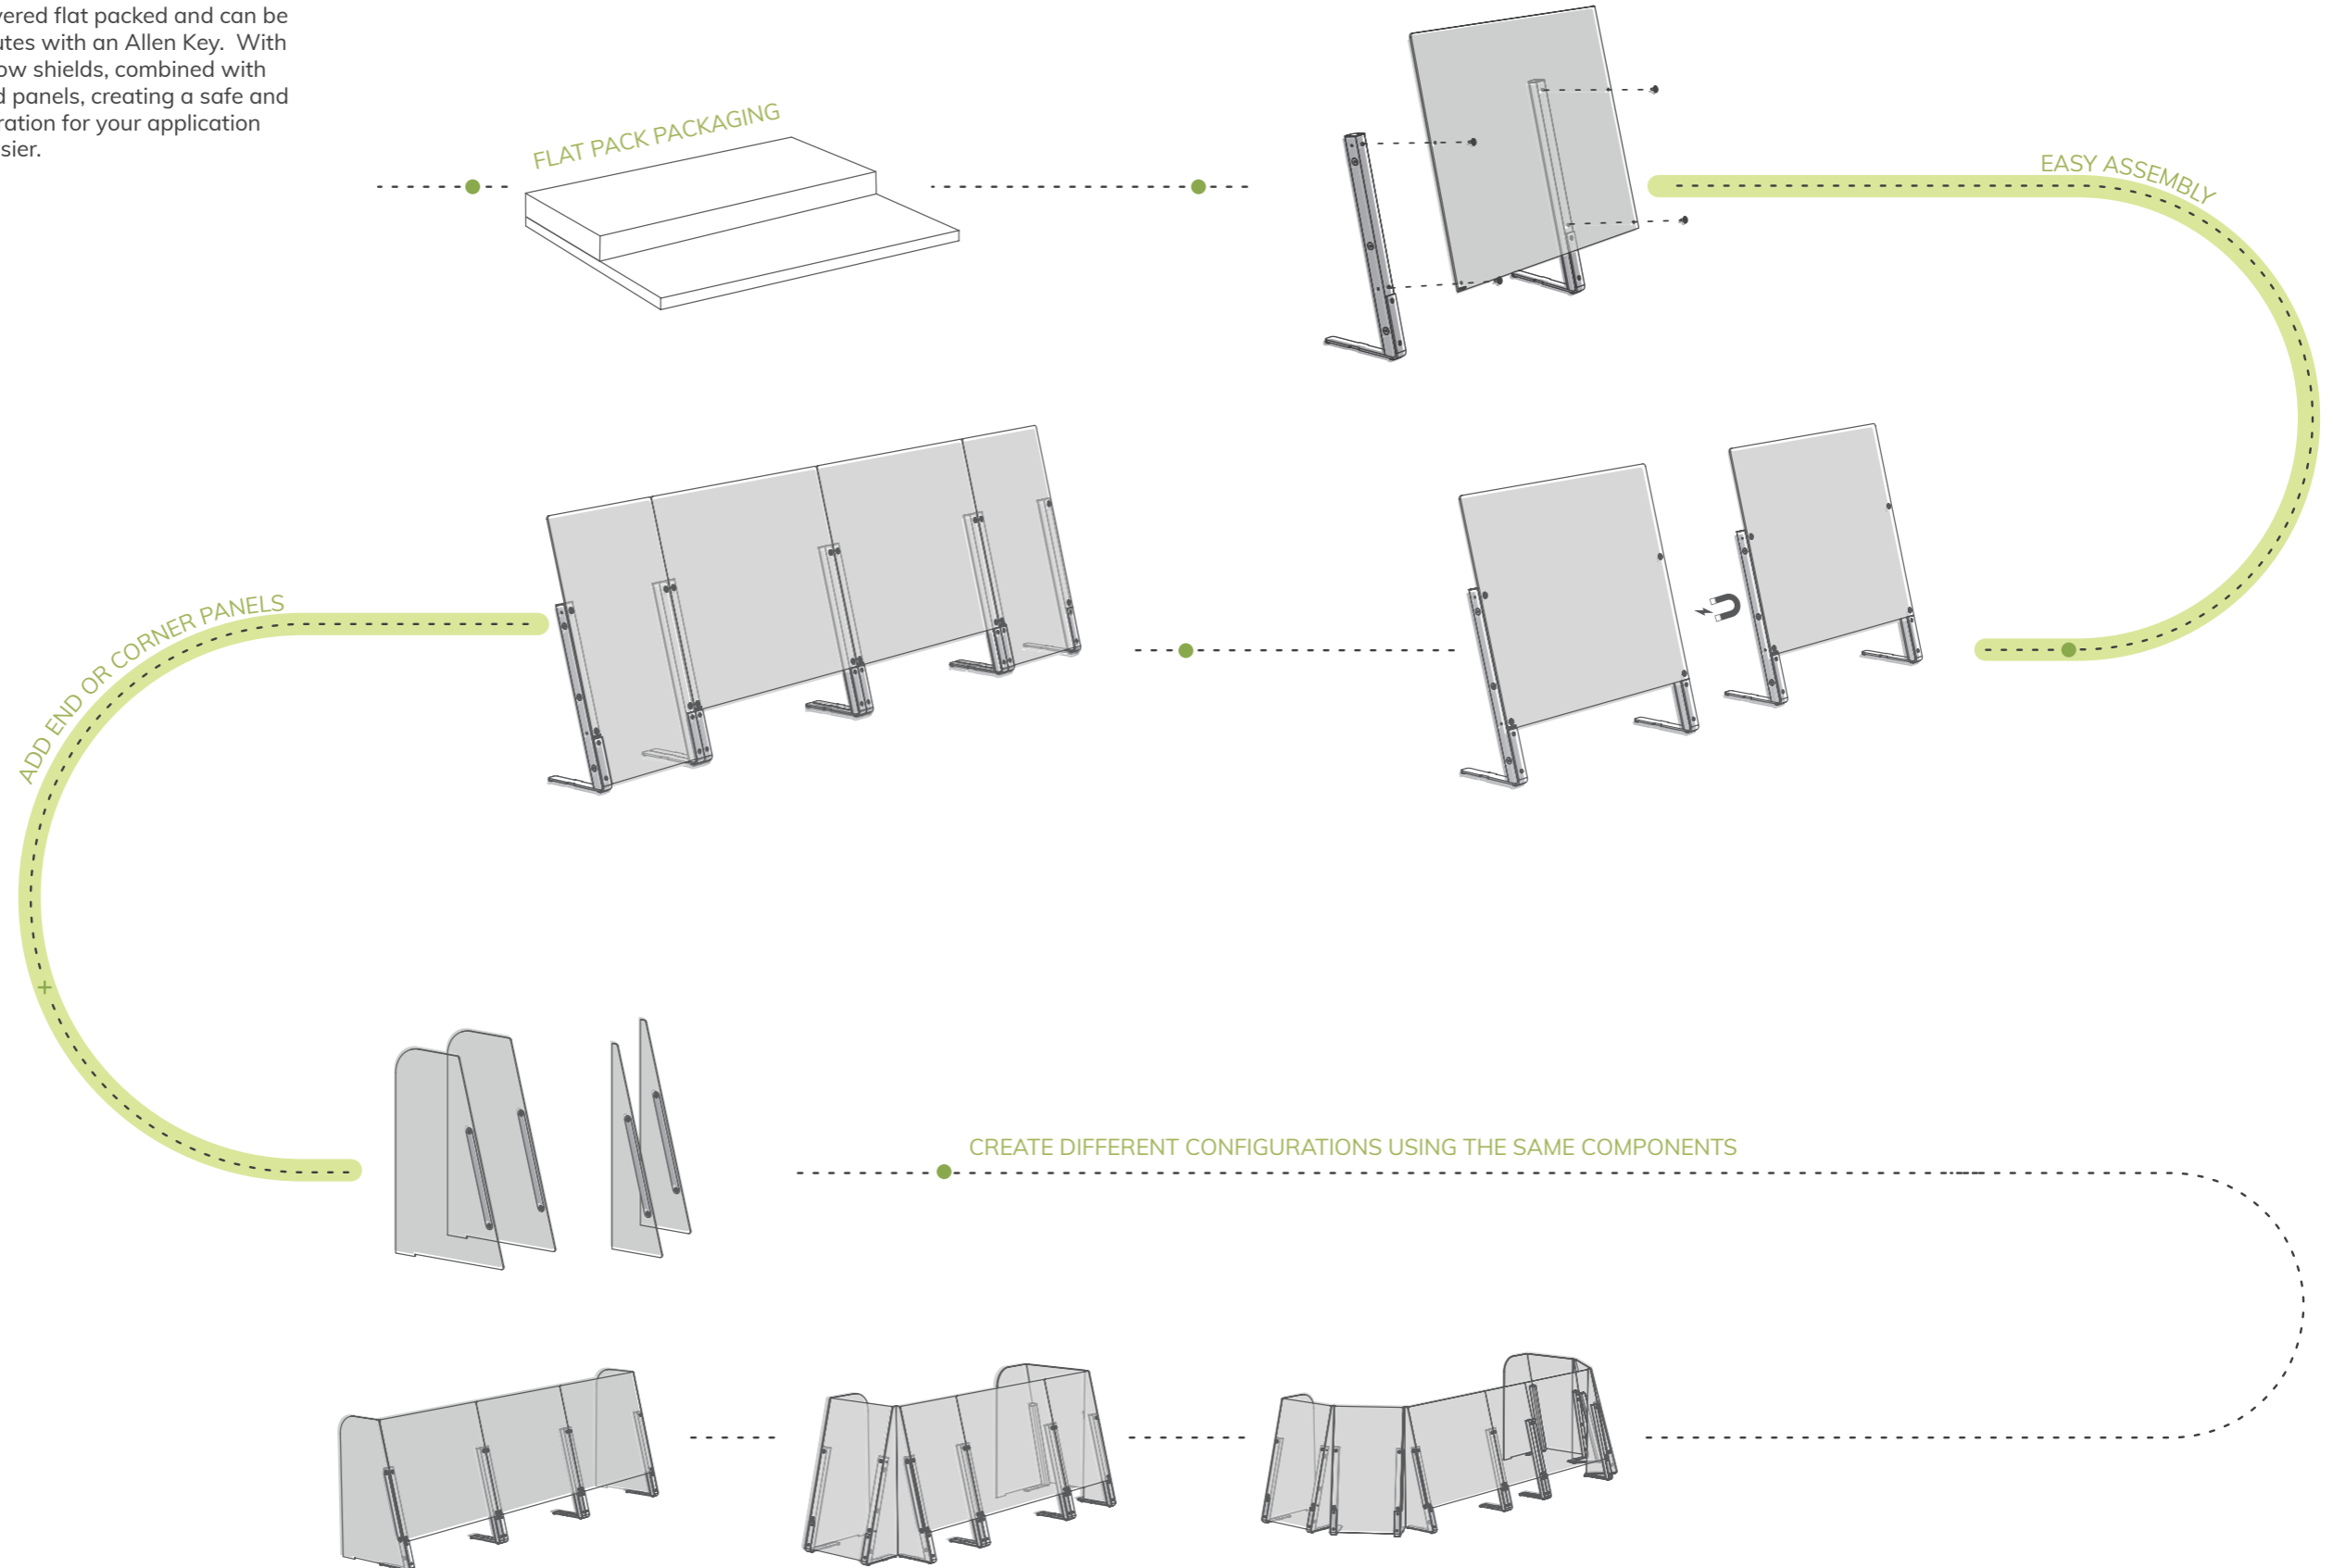 vered flat packed and can be
utes with an Allen Key. With
ow shields, combined with
d panels, creating a safe and
ration for your application
sier.
FLAT PACK PACKAGING
EASY ASSEMBLY
ADD END OR CORNER PANELS
CREATE DIFFERENT CONFIGURATIONS USING THE SAME COMPONENTS